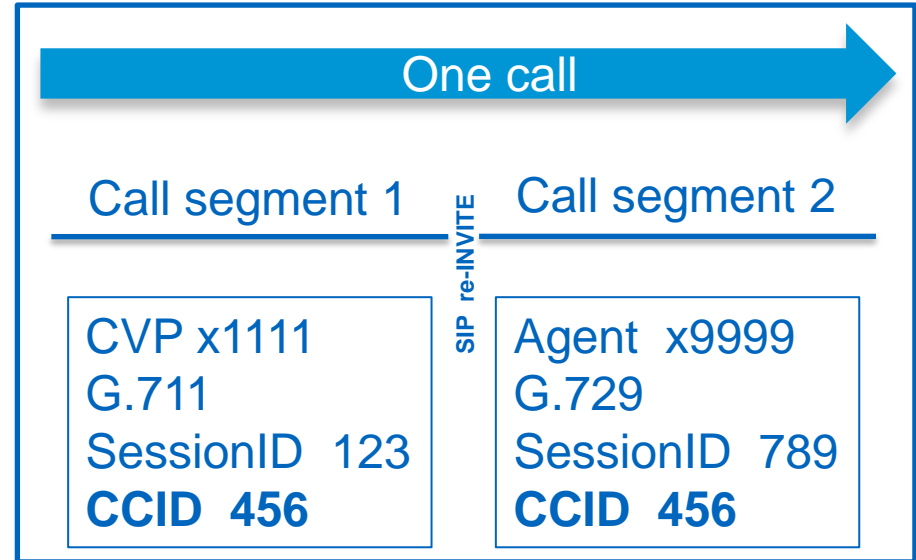 One call
Call segment 1
SIP re-INVITE
Call segment 2
CVP x1111
G.711
SessionID 123
CCID 456
Agent x9999
G.729
SessionID 789
CCID 456